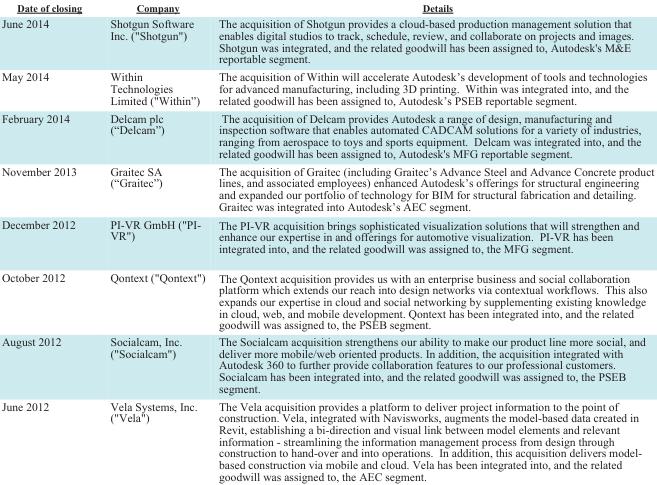 Date of closing Company Details
June 2014 Shotgun Software The acquisition of Shotgun provides a cloud-based production management solution that
Inc. ("Shotgun") enables digital studios to track, schedule, review, and collaborate on projects and images.
Shotgun was integrated, and the related goodwill has been assigned to, Autodesk's M&E
reportable segment.
May 2014 Within The acquisition of Within will accelerate Autodesk's development of tools and technologies
Technologies for advanced manufacturing, including 3D printing. Within was integrated into, and the
Limited ("Within") related goodwill has been assigned to, Autodesk's PSEB reportable segment.
February 2014 Delcam plc The acquisition of Delcam provides Autodesk a range of design, manufacturing and
("Delcam") inspection software that enables automated CADCAM solutions for a variety of industries,
ranging from aerospace to toys and sports equipment. Delcam was integrated into, and the
related goodwill has been assigned to, Autodesk's MFG reportable segment.
November 2013 Graitec SA The acquisition of Graitec (including Graitec's Advance Steel and Advance Concrete product
("Graitec") lines, and associated employees) enhanced Autodesk's offerings for structural engineering
and expanded our portfolio of technology for BIM for structural fabrication and detailing.
Graitec was integrated into Autodesk's AEC segment.
December 2012 PI-VR GmbH ("PI- The PI-VR acquisition brings sophisticated visualization solutions that will strengthen and
VR") enhance our expertise in and offerings for automotive visualization. PI-VR has been
integrated into, and the related goodwill was assigned to, the MFG segment.
October 2012 Qontext ("Qontext") The Qontext acquisition provides us with an enterprise business and social collaboration
platform which extends our reach into design networks via contextual workflows. This also
expands our expertise in cloud and social networking by supplementing existing knowledge
in cloud, web, and mobile development. Qontext has been integrated into, and the related
goodwill was assigned to, the PSEB segment.
August 2012 Socialcam, Inc. The Socialcam acquisition strengthens our ability to make our product line more social, and
("Socialcam") deliver more mobile/web oriented products. In addition, the acquisition integrated with
Autodesk 360 to further provide collaboration features to our professional customers.
Socialcam has been integrated into, and the related goodwill was assigned to, the PSEB
segment.
June 2012 Vela Systems, Inc. The Vela acquisition provides a platform to deliver project information to the point of
("Vela") construction. Vela, integrated with Navisworks, augments the model-based data created in
Revit, establishing a bi-direction and visual link between model elements and relevant
information - streamlining the information management process from design through
construction to hand-over and into operations. In addition, this acquisition delivers model-
based construction via mobile and cloud. Vela has been integrated into, and the related
goodwill was assigned to, the AEC segment.